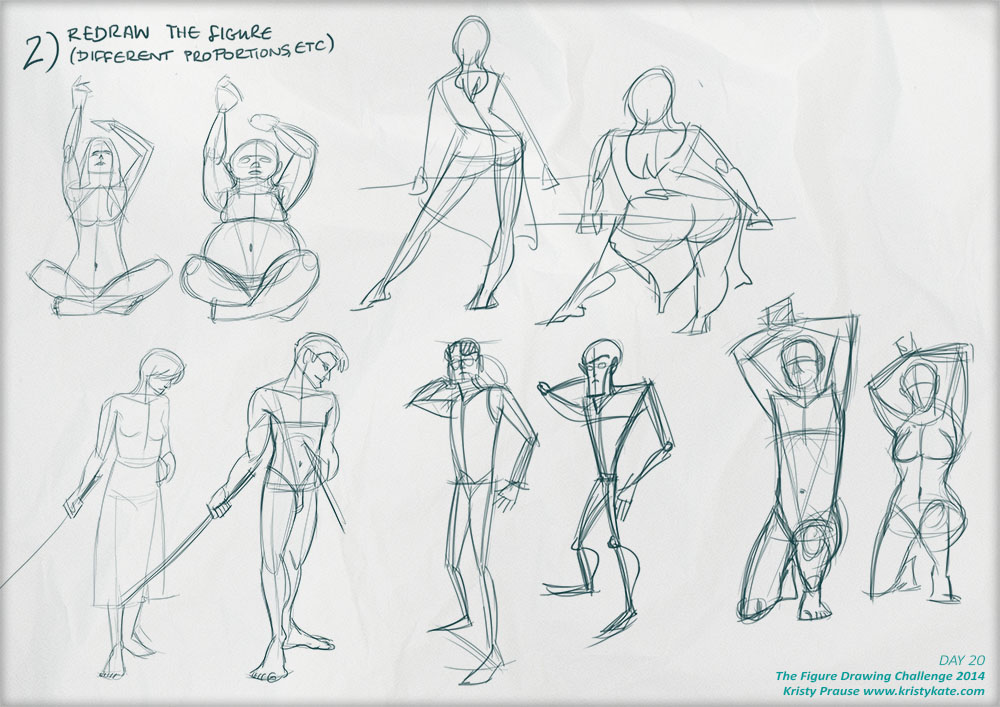 2) REDRAW THE FIGURE
(DIFFERENT PROPORTIONS, ETC)
DAY 20
The Figure Drawing Challenge 2014
Kristy Prause www.kristykate.com